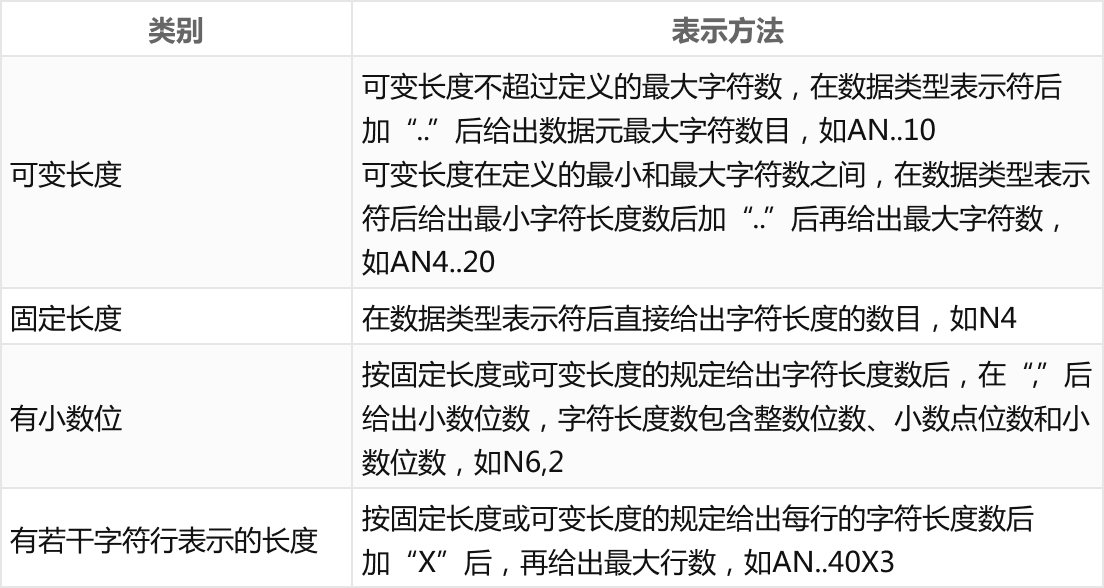 类别
表示方法
可变长度
可变长度不超过定义的最大字符数，在数据类型表示符后
加“..”后给出数据元最大字符数目，如AN..10
可变长度在定义的最小和最大字符数之间，在数据类型表示
符后给出最小字符长度数后加“..”后再给出最大字符数，
如AN4..20
固定长度
在数据类型表示符后直接给出字符长度的数目，如N4
有小数位
按固定长度或可变长度的规定给出字符长度数后，在“,”后
给出小数位数，字符长度数包含整数位数、小数点位数和小
数位数，如N6,2
有若干字符行表示的长度
按固定长度或可变长度的规定给出每行的字符长度数后
加“X”后，再给出最大行数，如AN..40X3